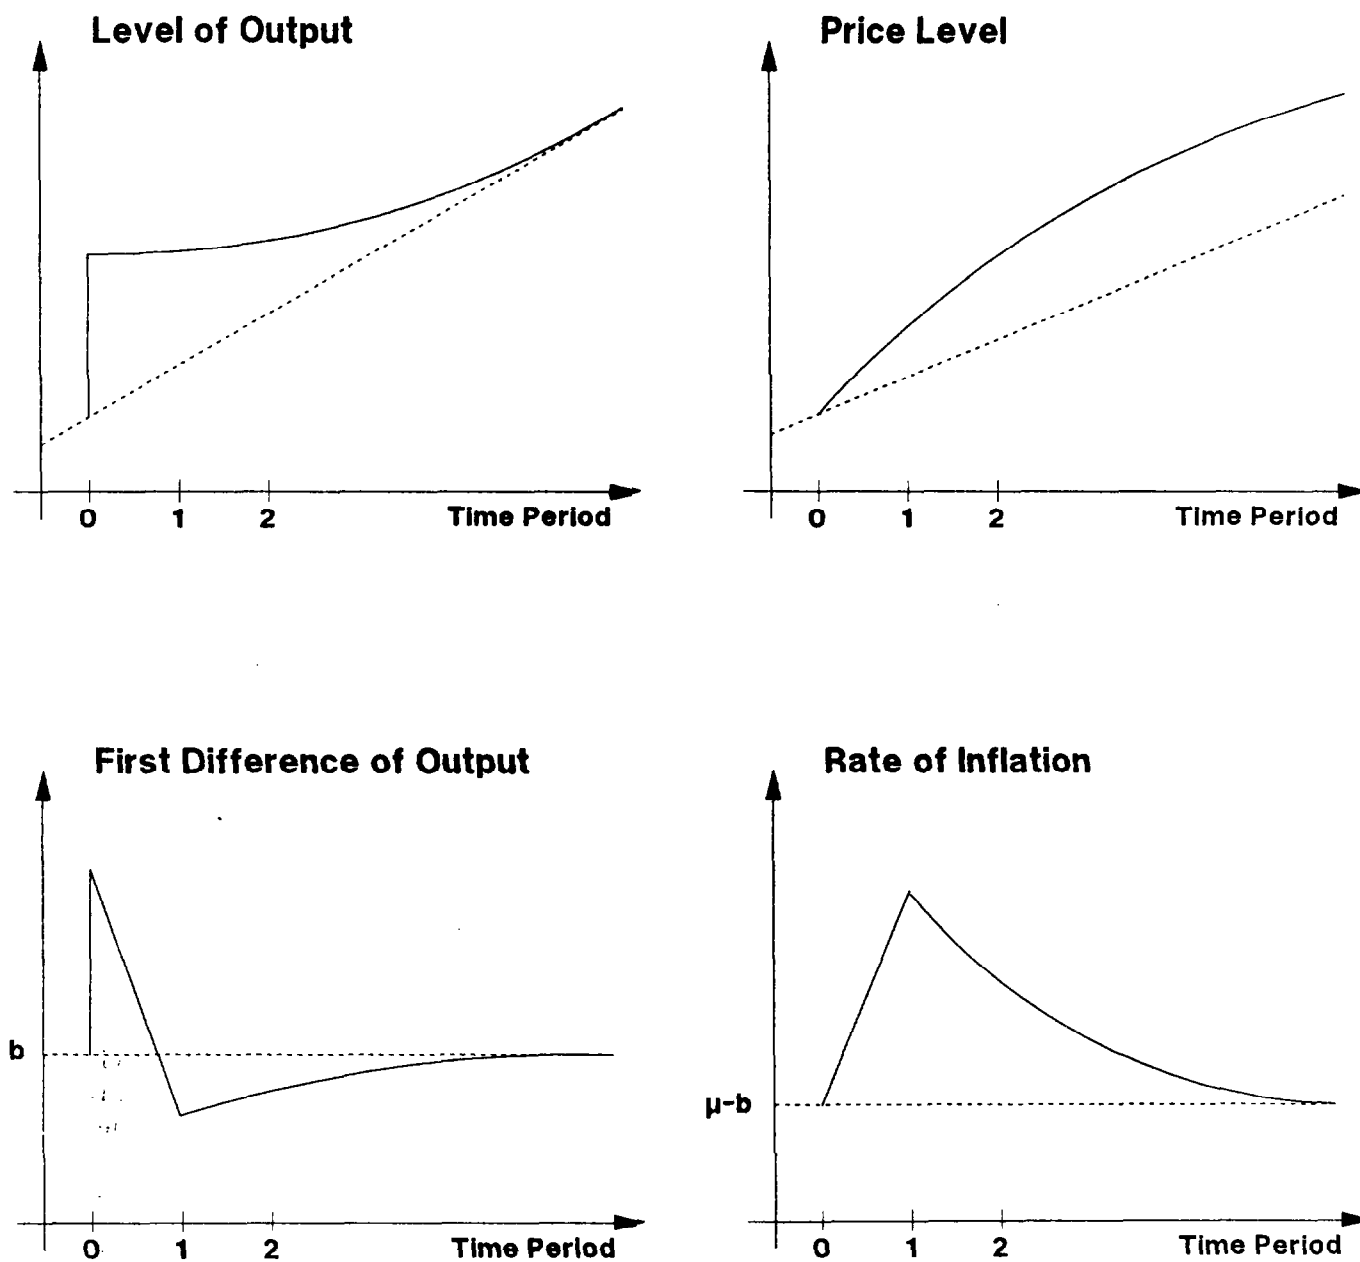 Level of Output
0 1 2 Time Period
Price Level
0 1 2 Time Period
First Difference of Output
b
0 1 2 Time Period
Rate of Inflation
μ-b
0 1 2 Time Period